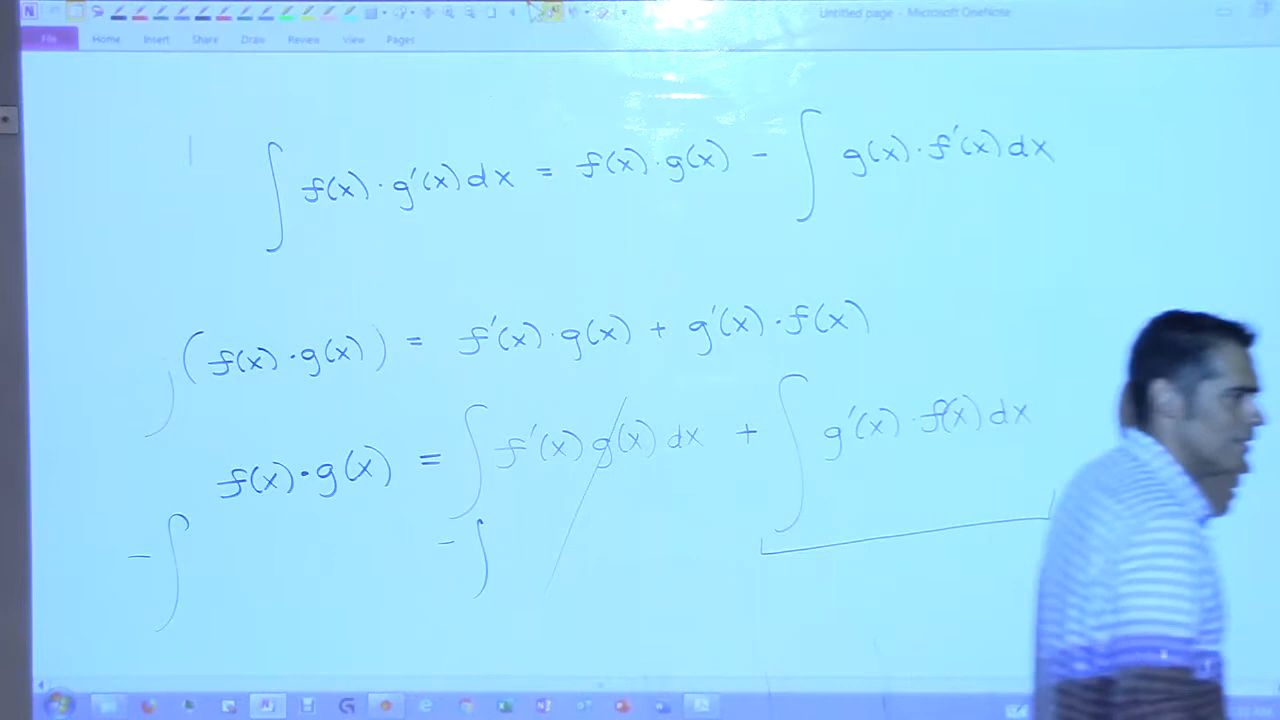 Untitled page - Microsoft OneNote
File Home Insert Share Draw Review View Pages
∫ f(x)·g'(x)dx = f(x)·g(x) - ∫ g(x)·f'(x)dx
∫(f(x)·g(x)) = f'(x)·g(x) + g'(x)·f(x)
f(x)·g(x) = ∫f'(x)g(x)dx + ∫g'(x)·f(x)dx
-∫ -∫